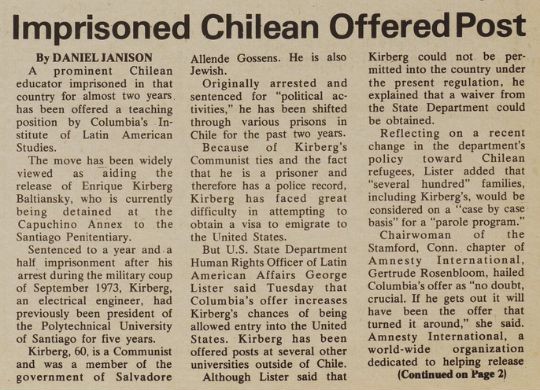 Imprisoned Chilean Offered Post
By DANIEL JANISON
A prominent Chilean
educator imprisoned in that
country for almost two years
has been offered a teaching
position by Columbia's In-
stitute of Latin American
Studies.
The move has been widely
viewed as aiding the
release of Enrique Kirberg
Baltiansky, who is currently
being detained at the
Capuchino Annex to the
Santiago Penitentiary.
Sentenced to a year and a
half imprisonment after his
arrest during the military coup
of September 1973, Kirberg,
an electrical engineer, had
previously been president of
the Polytechnical University
of Santiago for five years.
Kirberg, 60, is a Communist
and was a member of the
government of Salvadore
Allende Gossens. He is also
Jewish.
Originally arrested and
sentenced for "political ac-
tivities," he has been shifted
through various prisons in
Chile for the past two years.
Because of Kirberg's
Communist ties and the fact
that he is a prisoner and
therefore has a police record,
Kirberg has faced great
difficulty in attempting to
obtain a visa to emigrate to
the United States.
But U.S. State Department
Human Rights Officer of Latin
American Affairs George
Lister said Tuesday that
Columbia's offer increases
Kirberg's chances of being
allowed entry into the United
States. Kirberg has been
offered posts at several other
universities outside of Chile.
Although Lister said that
Kirberg could not be per-
mitted into the country under
the present regulation, he
explained that a waiver from
the State Department could
be obtained.
Reflecting on a recent
change in the department's
policy toward Chilean
refugees, Lister added that
"several hundred" families,
including Kirberg's, would be
considered on a "case by case
basis" for a "parole program."
Chairwoman of the
Stamford, Conn. chapter of
Amnesty International,
Gertrude Rosenbloom, hailed
Columbia's offer as "no doubt,
crucial. If he gets out it will
have been the offer that
turned it around," she said.
Amnesty International, a
world-wide organization
dedicated to helping release
(Continued on Page 2)